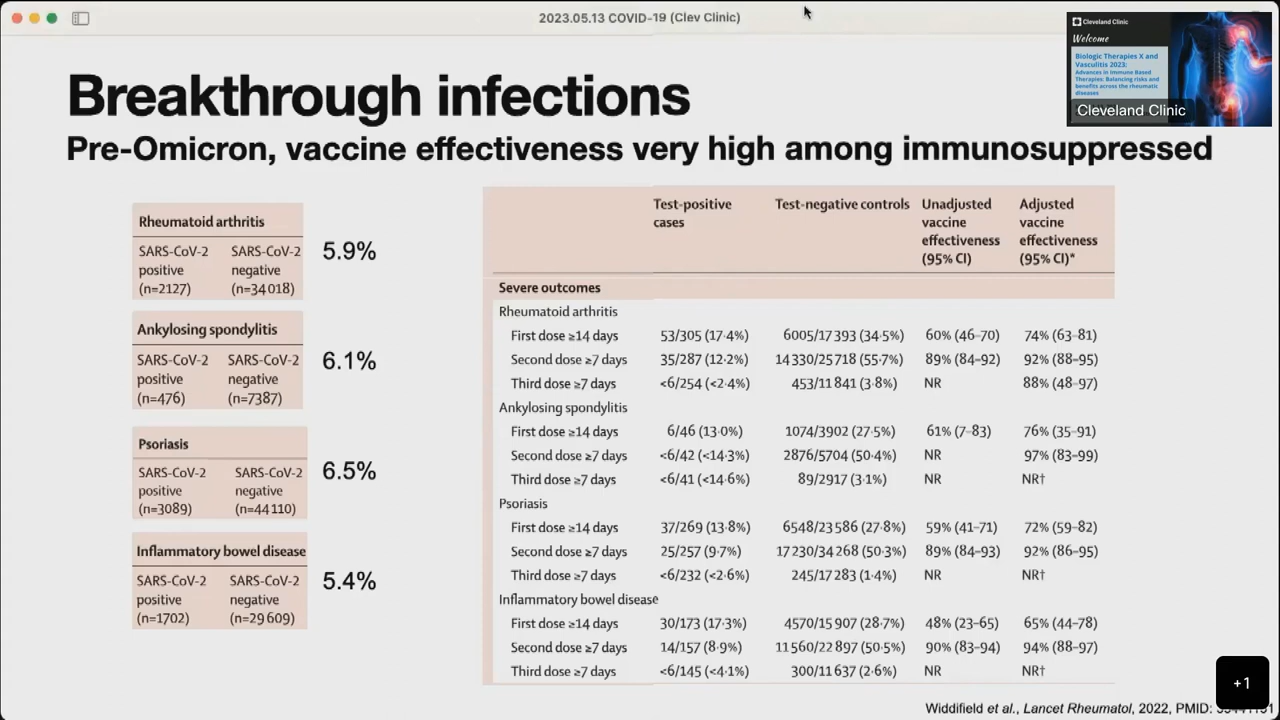 2023.05.13 COVID-19 (Clev Clinic)
Cleveland Clinic
Welcome
Biologic Therapies X and
Vasculitis 2023:
Advances in Immune Based
Therapies: Balancing risks and
benefits across the rheumatic
diseases
Cleveland Clinic
Breakthrough infections
Pre-Omicron, vaccine effectiveness very high among immunosuppressed
Rheumatoid arthritis
SARS-CoV-2 SARS-CoV-2
positive negative
(n=2127) (n=34 018)
5.9%
Ankylosing spondylitis
SARS-CoV-2 SARS-CoV-2
positive negative
(n=476) (n=7387)
6.1%
Psoriasis
SARS-CoV-2 SARS-CoV-2
positive negative
(n=3089) (n=44 110)
6.5%
Inflammatory bowel disease
SARS-CoV-2 SARS-CoV-2
positive negative
(n=1702) (n=29 609)
5.4%
Test-positive Test-negative controls Unadjusted Adjusted
cases vaccine vaccine
effectiveness effectiveness
(95% CI) (95% CI)*
Severe outcomes
Rheumatoid arthritis
First dose ≥14 days 53/305 (17·4%) 6005/17 393 (34·5%) 60% (46–70) 74% (63–81)
Second dose ≥7 days 35/287 (12·2%) 14 330/25 718 (55·7%) 89% (84–92) 92% (88–95)
Third dose ≥7 days <6/254 (<2·4%) 453/11 841 (3·8%) NR 88% (48–97)
Ankylosing spondylitis
First dose ≥14 days 6/46 (13·0%) 1074/3902 (27·5%) 61% (7–83) 76% (35–91)
Second dose ≥7 days <6/42 (<14·3%) 2876/5704 (50·4%) NR 97% (83–99)
Third dose ≥7 days <6/41 (<14·6%) 89/2917 (3·1%) NR NR†
Psoriasis
First dose ≥14 days 37/269 (13·8%) 6548/23 586 (27·8%) 59% (41–71) 72% (59–82)
Second dose ≥7 days 25/257 (9·7%) 17 230/34 268 (50·3%) 89% (84–93) 92% (86–95)
Third dose ≥7 days <6/232 (<2·6%) 245/17 283 (1·4%) NR NR†
Inflammatory bowel disease
First dose ≥14 days 30/173 (17·3%) 4570/15 907 (28·7%) 48% (23–65) 65% (44–78)
Second dose ≥7 days 14/157 (8·9%) 11 560/22 897 (50·5%) 90% (83–94) 94% (88–97)
Third dose ≥7 days <6/145 (<4·1%) 300/11 637 (2·6%) NR NR†
+1
Widdifield et al., Lancet Rheumatol, 2022, PMID: